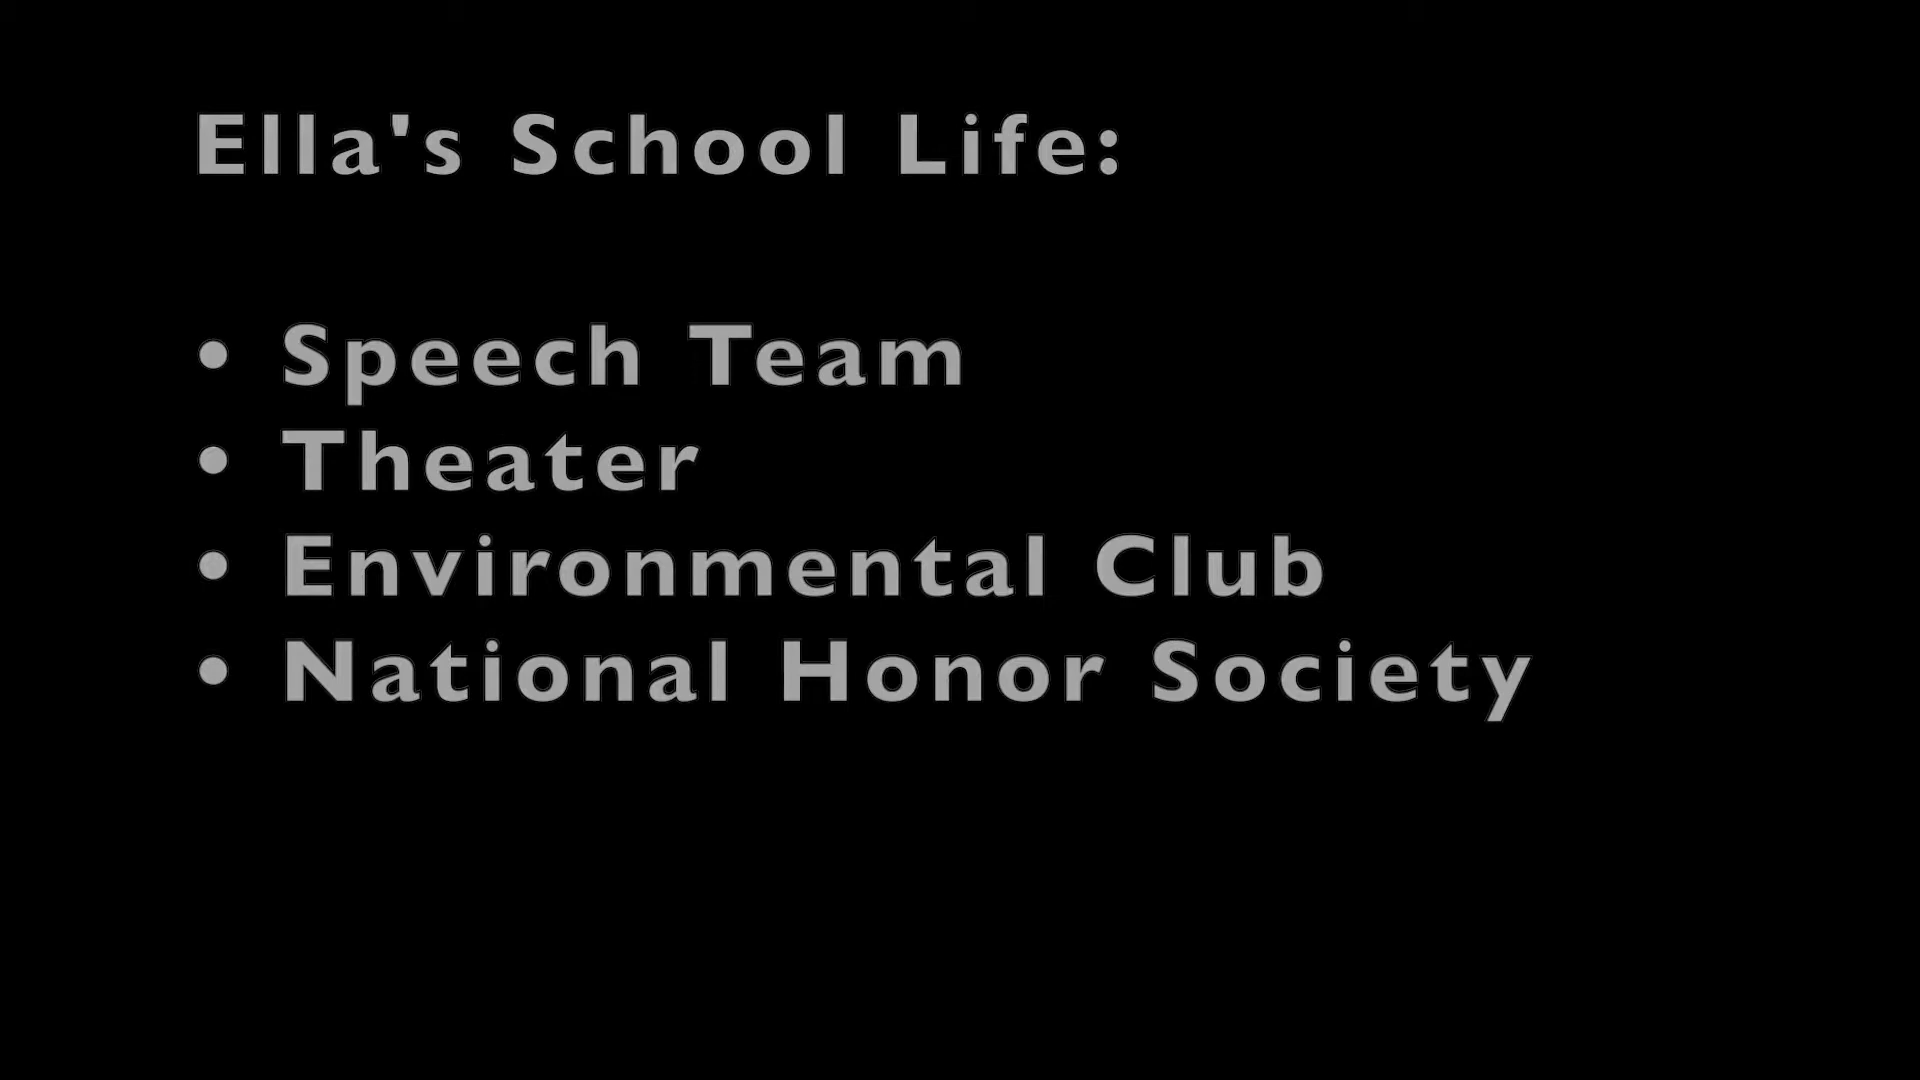 Ella's School Life:
• Speech Team
• Theater
• Environmental Club
• National Honor Society